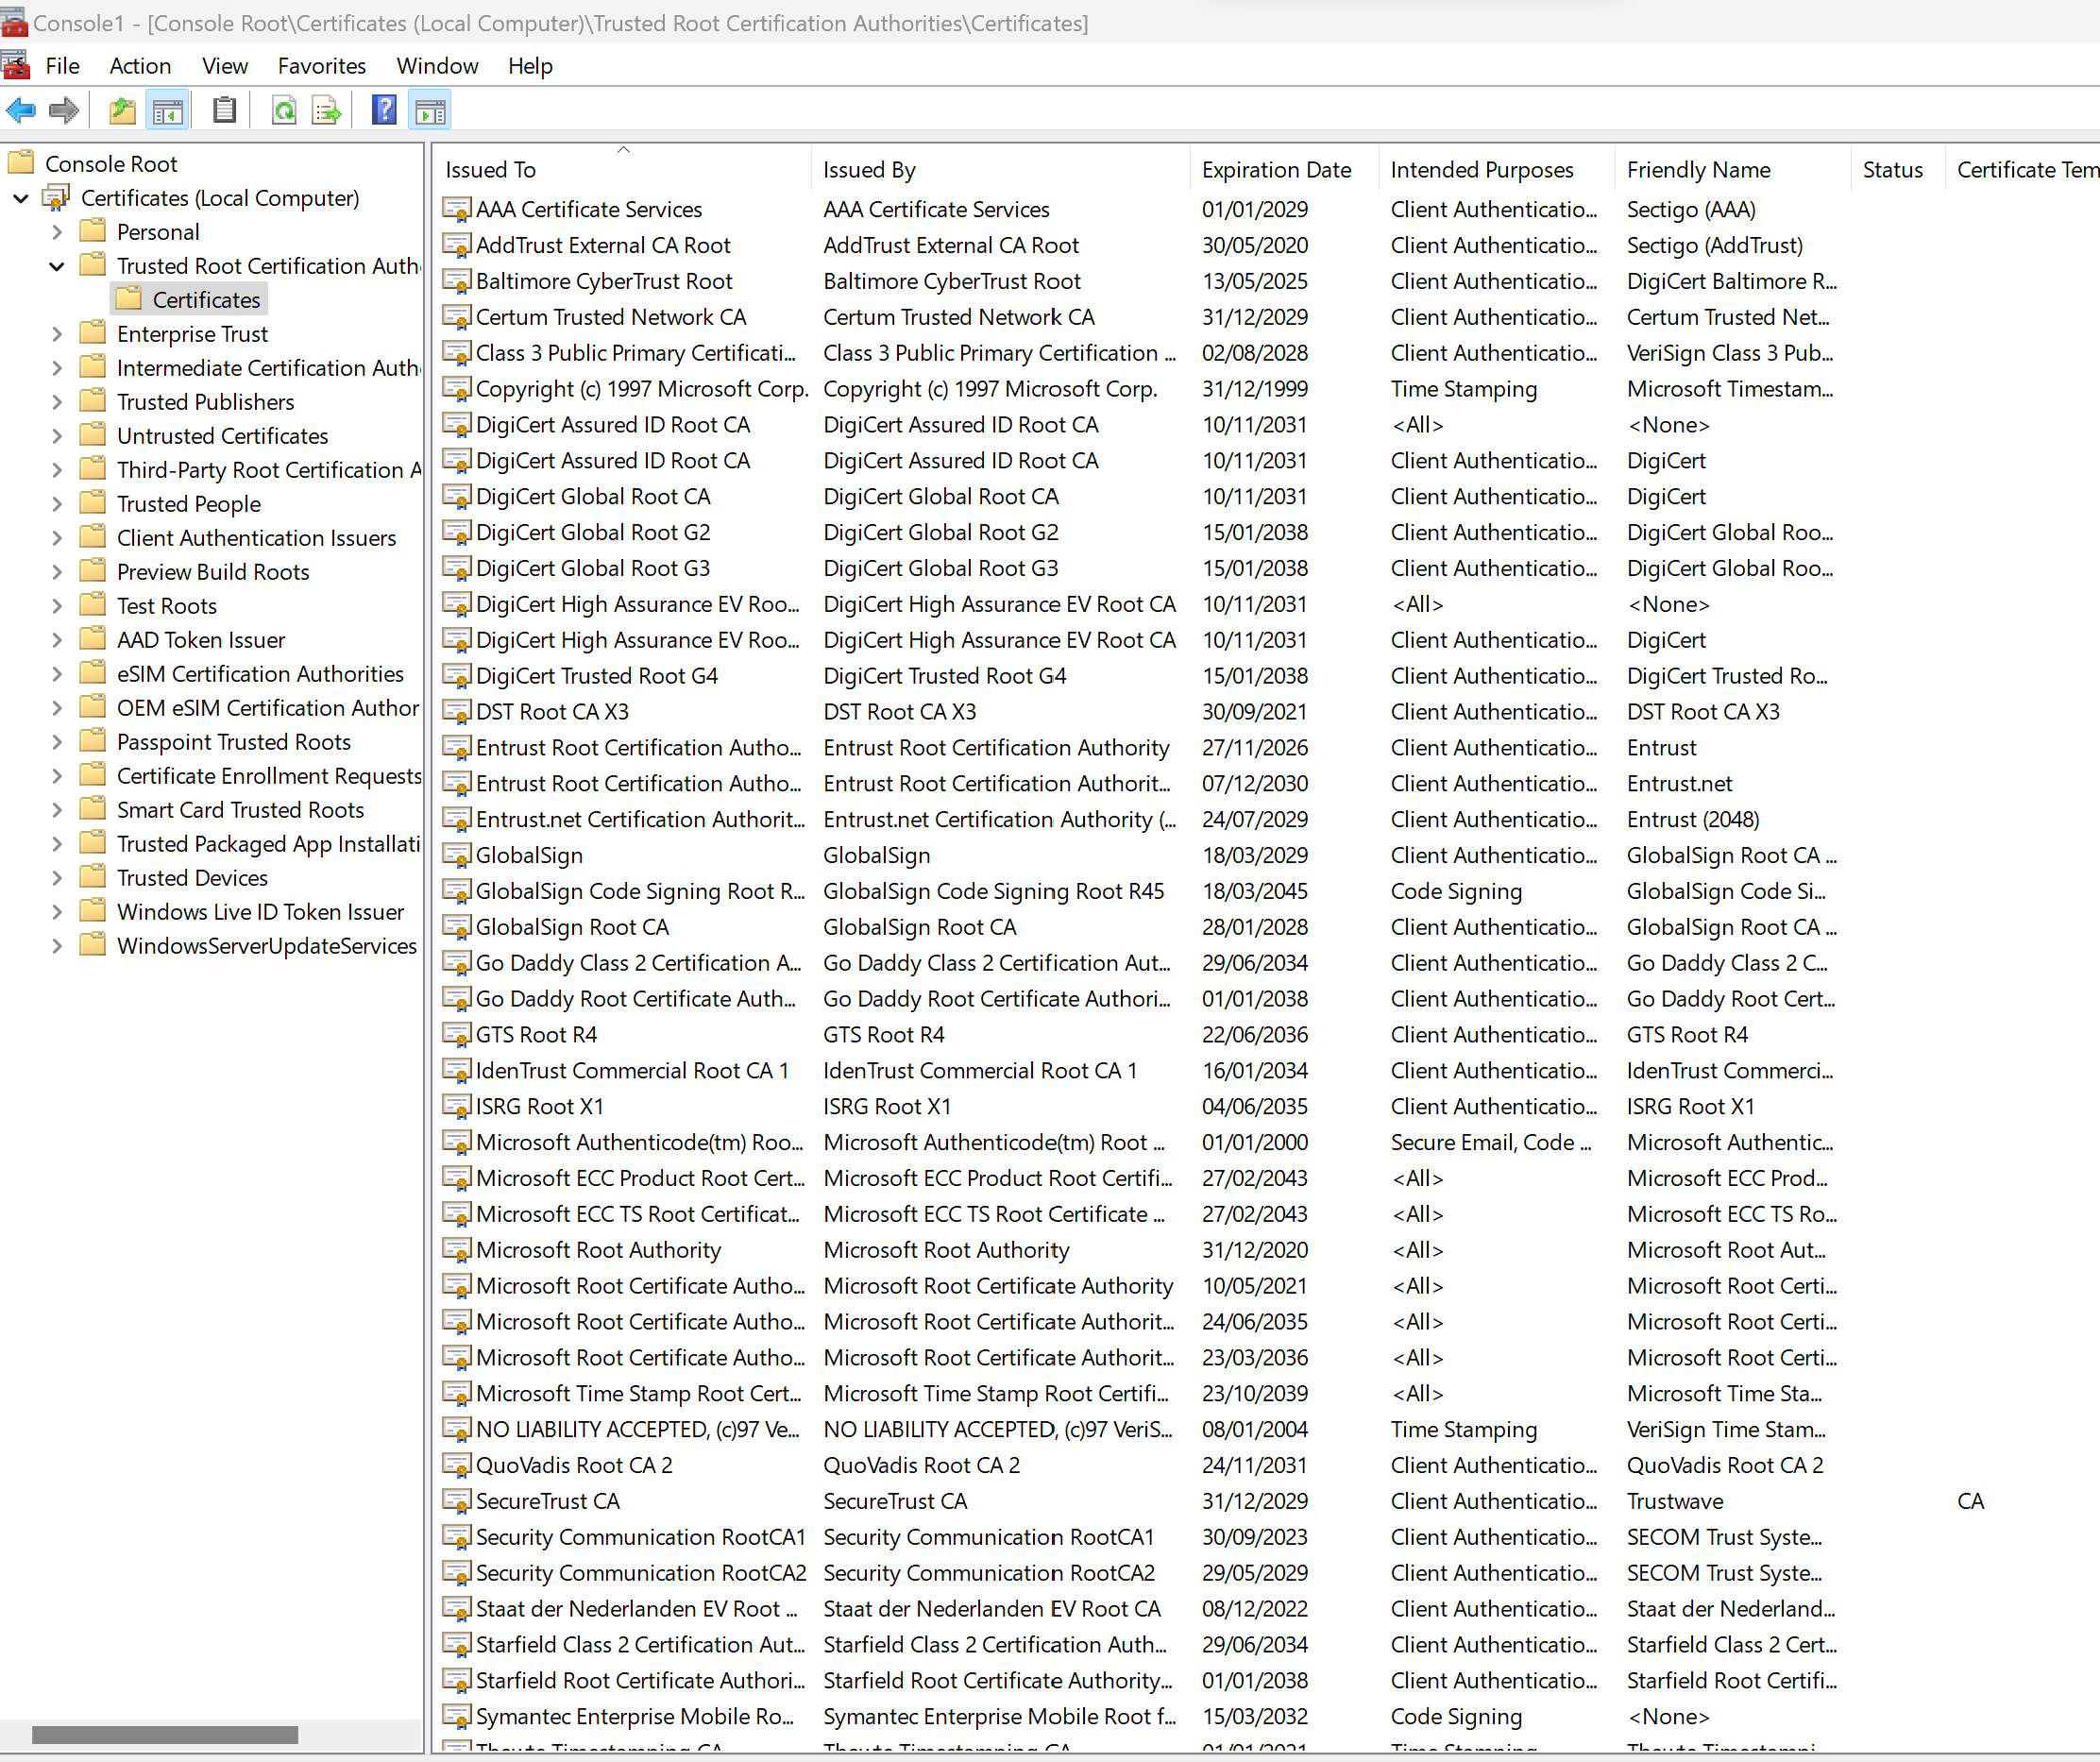 Console1 - [Console Root\Certificates (Local Computer)\Trusted Root Certification Authorities\Certificates]
File Action View Favorites Window Help
Console Root
Certificates (Local Computer)
Personal
Trusted Root Certification Auth
Certificates
Enterprise Trust
Intermediate Certification Auth
Trusted Publishers
Untrusted Certificates
Third-Party Root Certification A
Trusted People
Client Authentication Issuers
Preview Build Roots
Test Roots
AAD Token Issuer
eSIM Certification Authorities
OEM eSIM Certification Author
Passpoint Trusted Roots
Certificate Enrollment Requests
Smart Card Trusted Roots
Trusted Packaged App Installati
Trusted Devices
Windows Live ID Token Issuer
WindowsServerUpdateServices
Issued To Issued By Expiration Date Intended Purposes Friendly Name Status Certificate Tem
AAA Certificate Services AAA Certificate Services 01/01/2029 Client Authenticatio... Sectigo (AAA)
AddTrust External CA Root AddTrust External CA Root 30/05/2020 Client Authenticatio... Sectigo (AddTrust)
Baltimore CyberTrust Root Baltimore CyberTrust Root 13/05/2025 Client Authenticatio... DigiCert Baltimore R...
Certum Trusted Network CA Certum Trusted Network CA 31/12/2029 Client Authenticatio... Certum Trusted Net...
Class 3 Public Primary Certificati... Class 3 Public Primary Certification ... 02/08/2028 Client Authenticatio... VeriSign Class 3 Pub...
Copyright (c) 1997 Microsoft Corp. Copyright (c) 1997 Microsoft Corp. 31/12/1999 Time Stamping Microsoft Timestam...
DigiCert Assured ID Root CA DigiCert Assured ID Root CA 10/11/2031 <All> <None>
DigiCert Assured ID Root CA DigiCert Assured ID Root CA 10/11/2031 Client Authenticatio... DigiCert
DigiCert Global Root CA DigiCert Global Root CA 10/11/2031 Client Authenticatio... DigiCert
DigiCert Global Root G2 DigiCert Global Root G2 15/01/2038 Client Authenticatio... DigiCert Global Roo...
DigiCert Global Root G3 DigiCert Global Root G3 15/01/2038 Client Authenticatio... DigiCert Global Roo...
DigiCert High Assurance EV Roo... DigiCert High Assurance EV Root CA 10/11/2031 <All> <None>
DigiCert High Assurance EV Roo... DigiCert High Assurance EV Root CA 10/11/2031 Client Authenticatio... DigiCert
DigiCert Trusted Root G4 DigiCert Trusted Root G4 15/01/2038 Client Authenticatio... DigiCert Trusted Ro...
DST Root CA X3 DST Root CA X3 30/09/2021 Client Authenticatio... DST Root CA X3
Entrust Root Certification Autho... Entrust Root Certification Authority 27/11/2026 Client Authenticatio... Entrust
Entrust Root Certification Autho... Entrust Root Certification Authorit... 07/12/2030 Client Authenticatio... Entrust.net
Entrust.net Certification Authorit... Entrust.net Certification Authority (... 24/07/2029 Client Authenticatio... Entrust (2048)
GlobalSign GlobalSign 18/03/2029 Client Authenticatio... GlobalSign Root CA ...
GlobalSign Code Signing Root R... GlobalSign Code Signing Root R45 18/03/2045 Code Signing GlobalSign Code Si...
GlobalSign Root CA GlobalSign Root CA 28/01/2028 Client Authenticatio... GlobalSign Root CA ...
Go Daddy Class 2 Certification A... Go Daddy Class 2 Certification Aut... 29/06/2034 Client Authenticatio... Go Daddy Class 2 C...
Go Daddy Root Certificate Auth... Go Daddy Root Certificate Authori... 01/01/2038 Client Authenticatio... Go Daddy Root Cert...
GTS Root R4 GTS Root R4 22/06/2036 Client Authenticatio... GTS Root R4
IdenTrust Commercial Root CA 1 IdenTrust Commercial Root CA 1 16/01/2034 Client Authenticatio... IdenTrust Commerci...
ISRG Root X1 ISRG Root X1 04/06/2035 Client Authenticatio... ISRG Root X1
Microsoft Authenticode(tm) Roo... Microsoft Authenticode(tm) Root ... 01/01/2000 Secure Email, Code ... Microsoft Authentic...
Microsoft ECC Product Root Cert... Microsoft ECC Product Root Certifi... 27/02/2043 <All> Microsoft ECC Prod...
Microsoft ECC TS Root Certificat... Microsoft ECC TS Root Certificate ... 27/02/2043 <All> Microsoft ECC TS Ro...
Microsoft Root Authority Microsoft Root Authority 31/12/2020 <All> Microsoft Root Aut...
Microsoft Root Certificate Autho... Microsoft Root Certificate Authority 10/05/2021 <All> Microsoft Root Certi...
Microsoft Root Certificate Autho... Microsoft Root Certificate Authorit... 24/06/2035 <All> Microsoft Root Certi...
Microsoft Root Certificate Autho... Microsoft Root Certificate Authorit... 23/03/2036 <All> Microsoft Root Certi...
Microsoft Time Stamp Root Cert... Microsoft Time Stamp Root Certifi... 23/10/2039 <All> Microsoft Time Sta...
NO LIABILITY ACCEPTED, (c)97 Ve... NO LIABILITY ACCEPTED, (c)97 VeriS... 08/01/2004 Time Stamping VeriSign Time Stam...
QuoVadis Root CA 2 QuoVadis Root CA 2 24/11/2031 Client Authenticatio... QuoVadis Root CA 2
SecureTrust CA SecureTrust CA 31/12/2029 Client Authenticatio... Trustwave CA
Security Communication RootCA1 Security Communication RootCA1 30/09/2023 Client Authenticatio... SECOM Trust Syste...
Security Communication RootCA2 Security Communication RootCA2 29/05/2029 Client Authenticatio... SECOM Trust Syste...
Staat der Nederlanden EV Root ... Staat der Nederlanden EV Root CA 08/12/2022 Client Authenticatio... Staat der Nederland...
Starfield Class 2 Certification Aut... Starfield Class 2 Certification Auth... 29/06/2034 Client Authenticatio... Starfield Class 2 Cert...
Starfield Root Certificate Authori... Starfield Root Certificate Authority... 01/01/2038 Client Authenticatio... Starfield Root Certifi...
Symantec Enterprise Mobile Ro... Symantec Enterprise Mobile Root f... 15/03/2032 Code Signing <None>